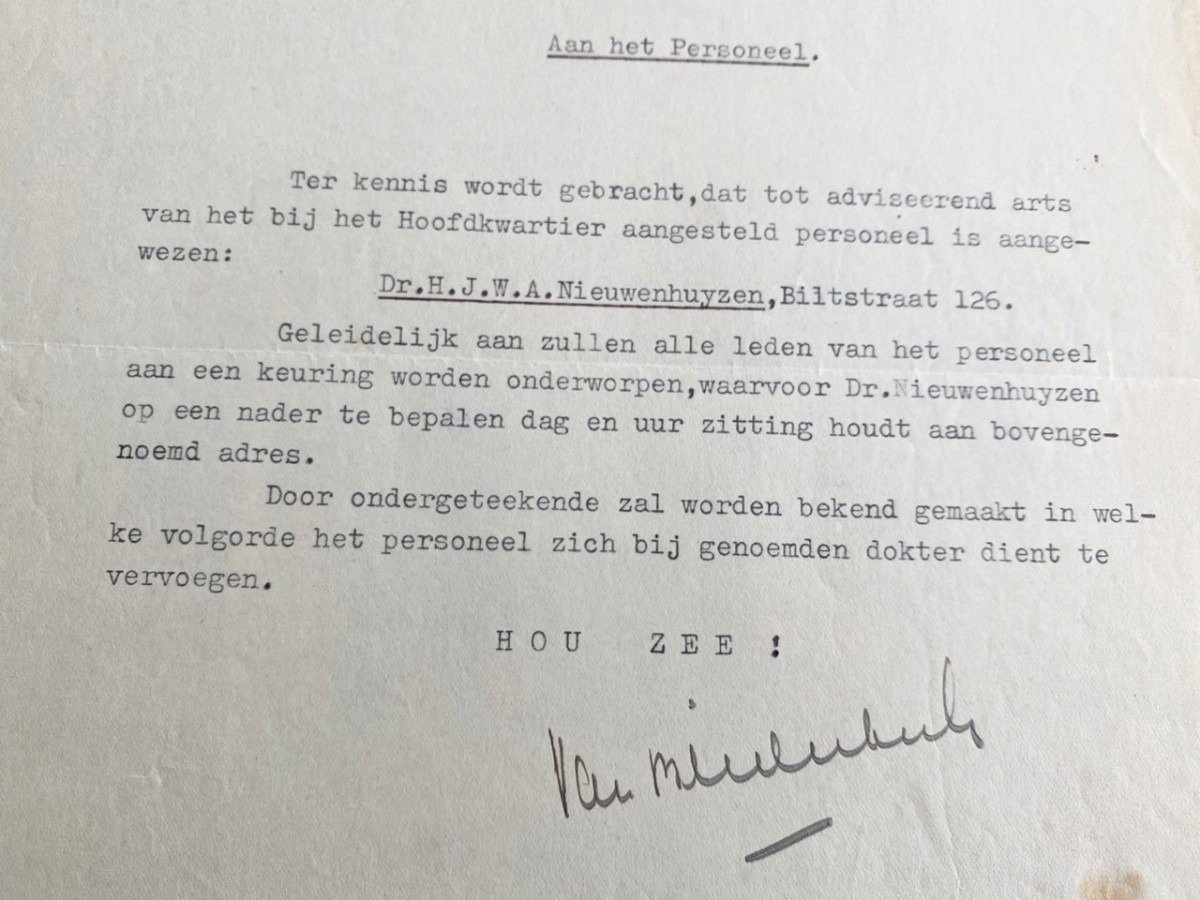 Aan het Personeel.
Ter kennis wordt gebracht,dat tot adviseerend arts
van het bij het Hoofdkwartier aangesteld personeel is aange-
wezen:
Dr.H.J.W.A.Nieuwenhuyzen,Biltstraat 126.
Geleidelijk aan zullen alle leden van het personeel
aan een keuring worden onderworpen,waarvoor Dr.Nieuwenhuyzen
op een nader te bepalen dag en uur zitting houdt aan bovenge-
noemd adres.
Door ondergeteekende zal worden bekend gemaakt in wel-
ke volgorde het personeel zich bij genoemden dokter dient te
vervoegen.
HOU ZEE !
Van